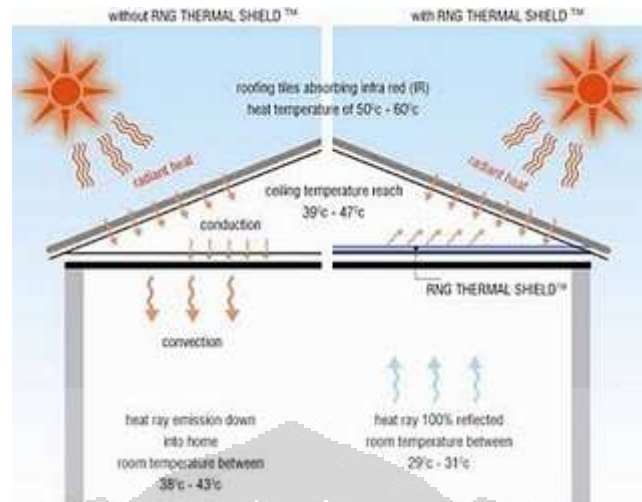 without RNG THERMAL SHIELD ™
with RNG THERMAL SHIELD ™
roofing tiles absorbing infra red (IR)
heat temperature of 50°c - 60°c
radiant heat
radiant heat
ceiling temperature reach
39°c - 47°c
conduction
RNG THERMAL SHIELD™
convection
heat ray emission down
into home
room temperature between
38°c - 43°c
heat ray 100% reflected
room temperature between
29°c - 31°c